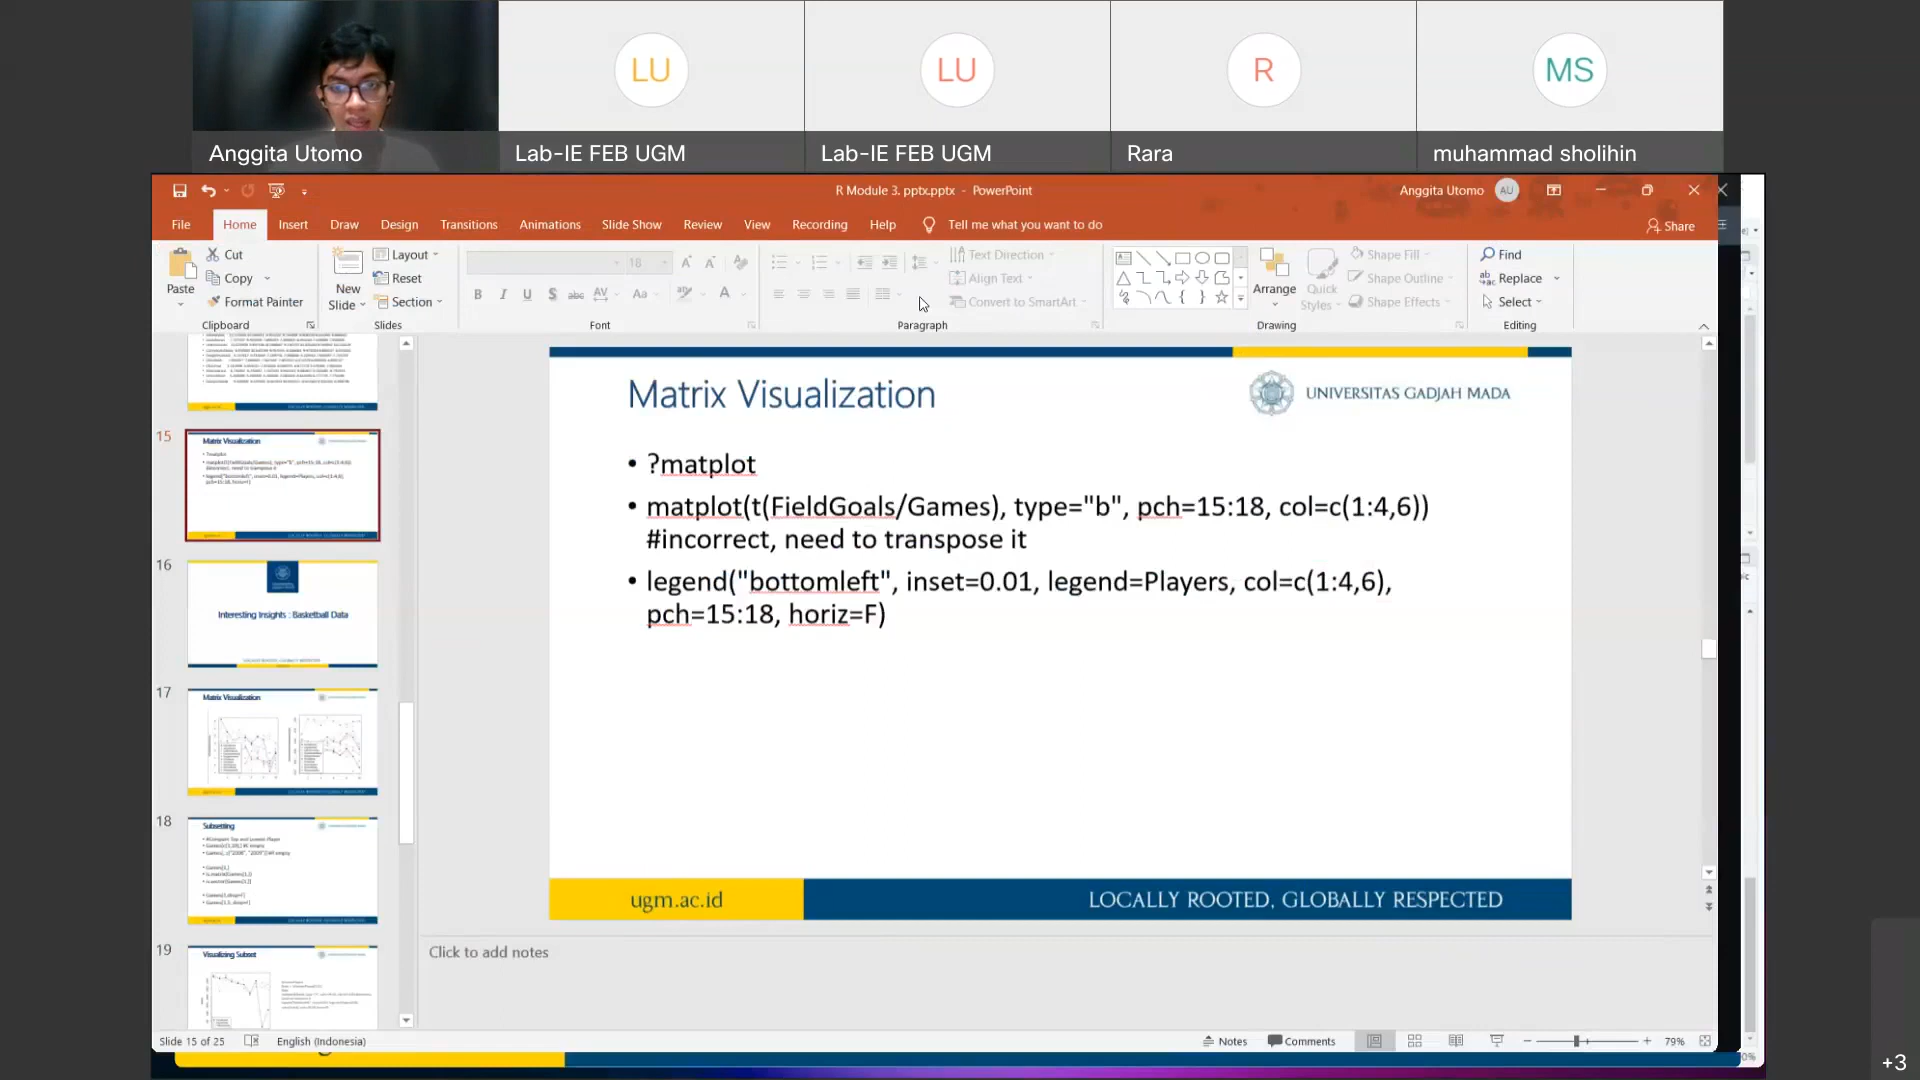 LU
LU
R
MS
Anggita Utomo
Lab-IE FEB UGM
Lab-IE FEB UGM
Rara
muhammad sholihin
R Module 3. pptx.pptx - PowerPoint
Anggita Utomo
AU
File
Home
Insert
Draw
Design
Transitions
Animations
Slide Show
Review
View
Recording
Help
Tell me what you want to do
Share
Paste
Cut
Copy
Format Painter
Clipboard
New
Slide
Layout
Reset
Section
Slides
18
Font
Text Direction
Align Text
Convert to SmartArt
Paragraph
Arrange
Quick
Styles
Shape Fill
Shape Outline
Shape Effects
Drawing
Find
Replace
Select
Editing
15
Matrix Visualization
16
Interesting Insights : Basketball Data
17
Matrix Visualization
18
Subsetting
19
Visualizing Subset
Matrix Visualization
UNIVERSITAS GADJAH MADA
• ?matplot
• matplot(t(FieldGoals/Games), type="b", pch=15:18, col=c(1:4,6))
#incorrect, need to transpose it
• legend("bottomleft", inset=0.01, legend=Players, col=c(1:4,6),
pch=15:18, horiz=F)
ugm.ac.id
LOCALLY ROOTED, GLOBALLY RESPECTED
Click to add notes
Slide 15 of 25
English (Indonesia)
Notes
Comments
79%
+3